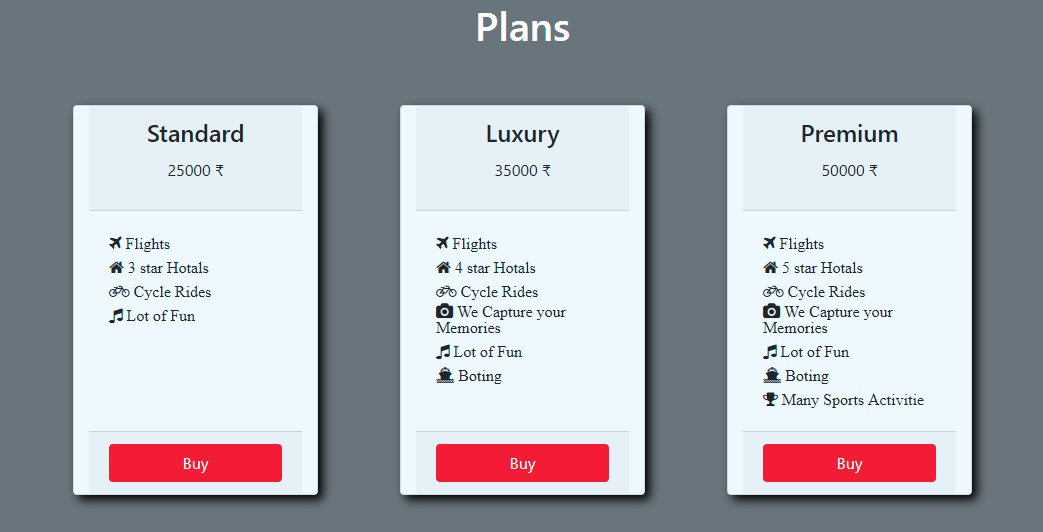 Plans
Standard
25000 ₹
Flights
3 star Hotals
Cycle Rides
Lot of Fun
Buy
Luxury
35000 ₹
Flights
4 star Hotals
Cycle Rides
We Capture your
Memories
Lot of Fun
Boting
Buy
Premium
50000 ₹
Flights
5 star Hotals
Cycle Rides
We Capture your
Memories
Lot of Fun
Boting
Many Sports Activitie
Buy